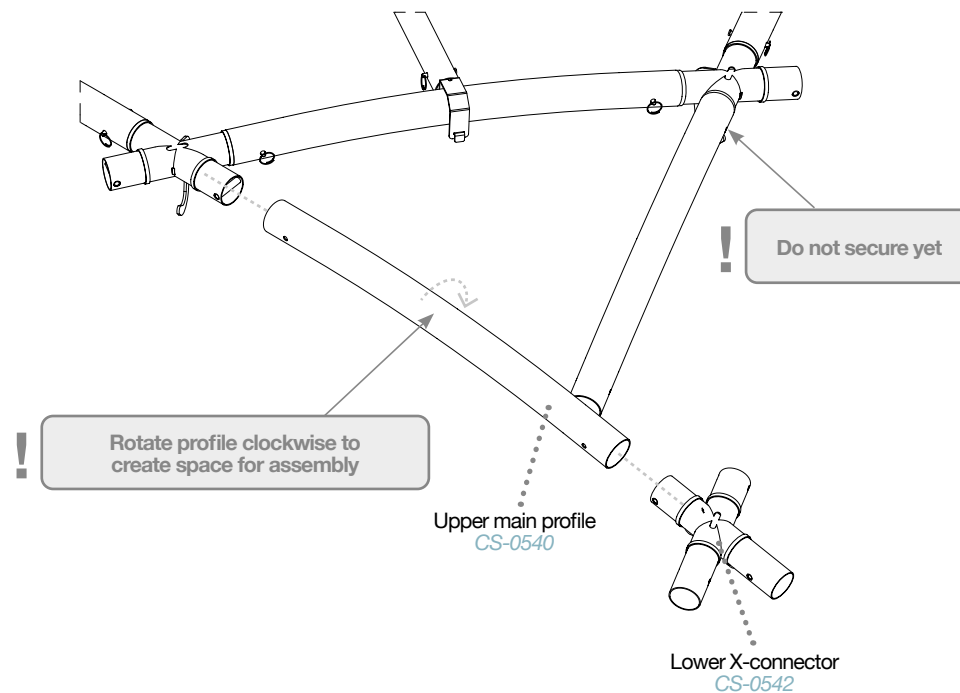 !
Do not secure yet
!
Rotate profile clockwise to
create space for assembly
Upper main profile
CS-0540
Lower X-connector
CS-0542